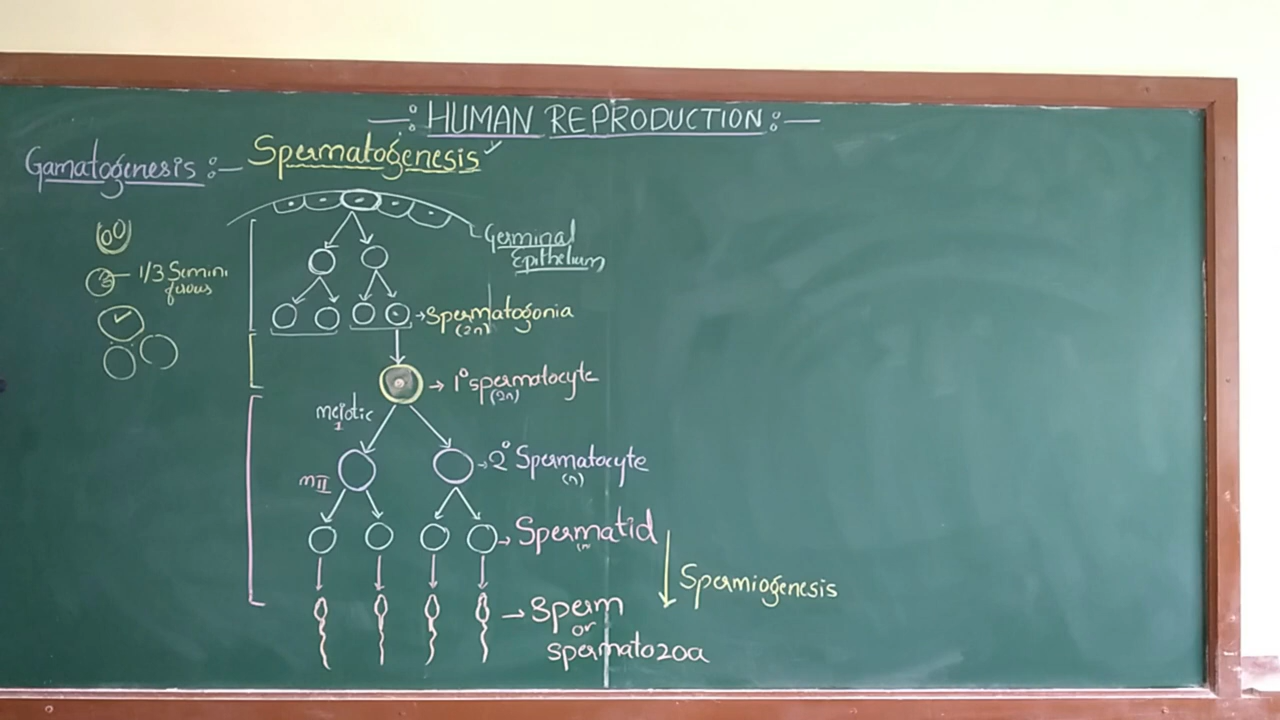 HUMAN REPRODUCTION
Gamatogenesis :- Spermatogenesis
Germinal
Epithelium
1/3 Semini
ferous
→Spermatogonia
(2n)
→ 1° spermatocyte
(2n)
meiotic
I
→2° Spermatocyte
(n)
mII
→ Spermatid
(n
Spermiogenesis
→ Sperm
or
spermatozoa